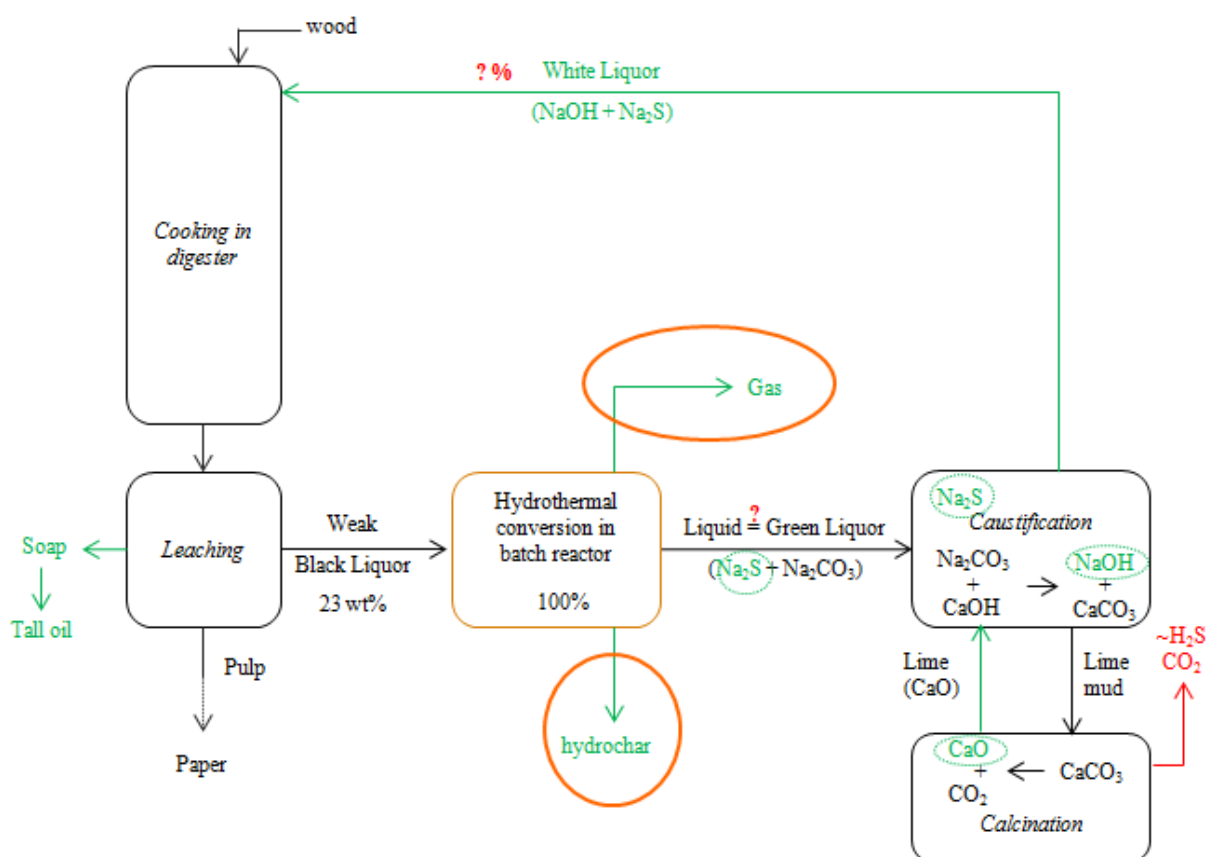 wood
? % White Liquor
(NaOH + Na₂S)
Cooking in
digester
Gas
Leaching
Soap
Tall oil
Weak
Black Liquor
23 wt%
Hydrothermal
conversion in
batch reactor
100%
?
Liquid = Green Liquor
(Na₂S + Na₂CO₃)
Na₂S
Caustification
Na₂CO₃
+
CaOH
NaOH
+
CaCO₃
Pulp
Paper
hydrochar
Lime
(CaO)
Lime
mud
~H₂S
CO₂
CaO
+
CO₂
CaCO₃
Calcination